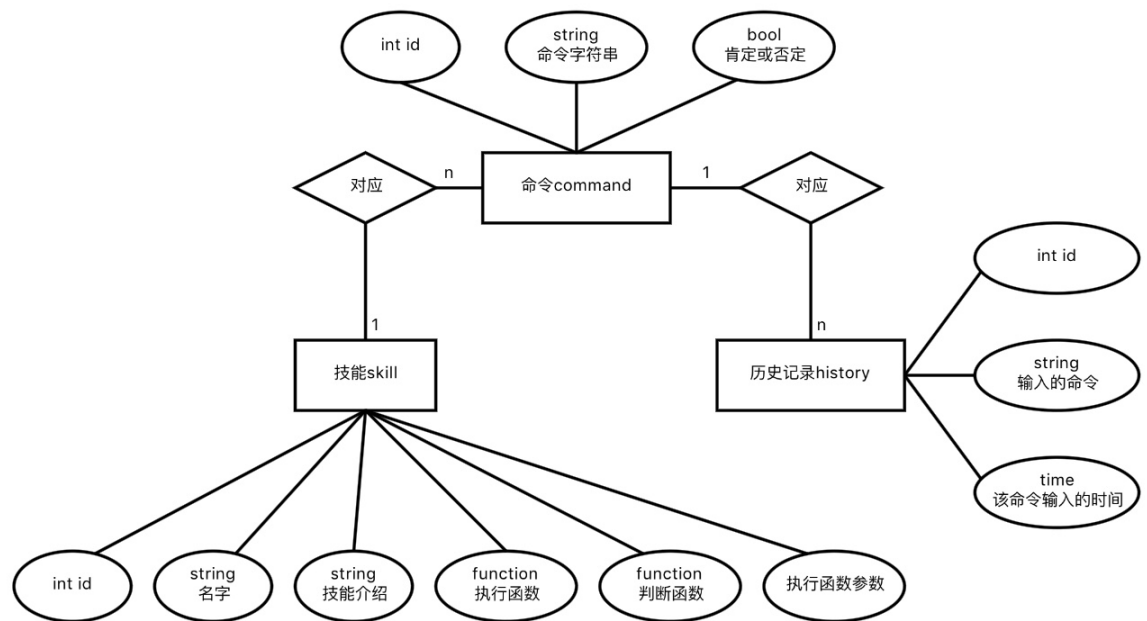 int id
string
命令字符串
bool
肯定或否定
对应
n
命令command
1
对应
int id
1
n
技能skill
历史记录history
string
输入的命令
time
该命令输入的时间
int id
string
名字
string
技能介绍
function
执行函数
function
判断函数
执行函数参数